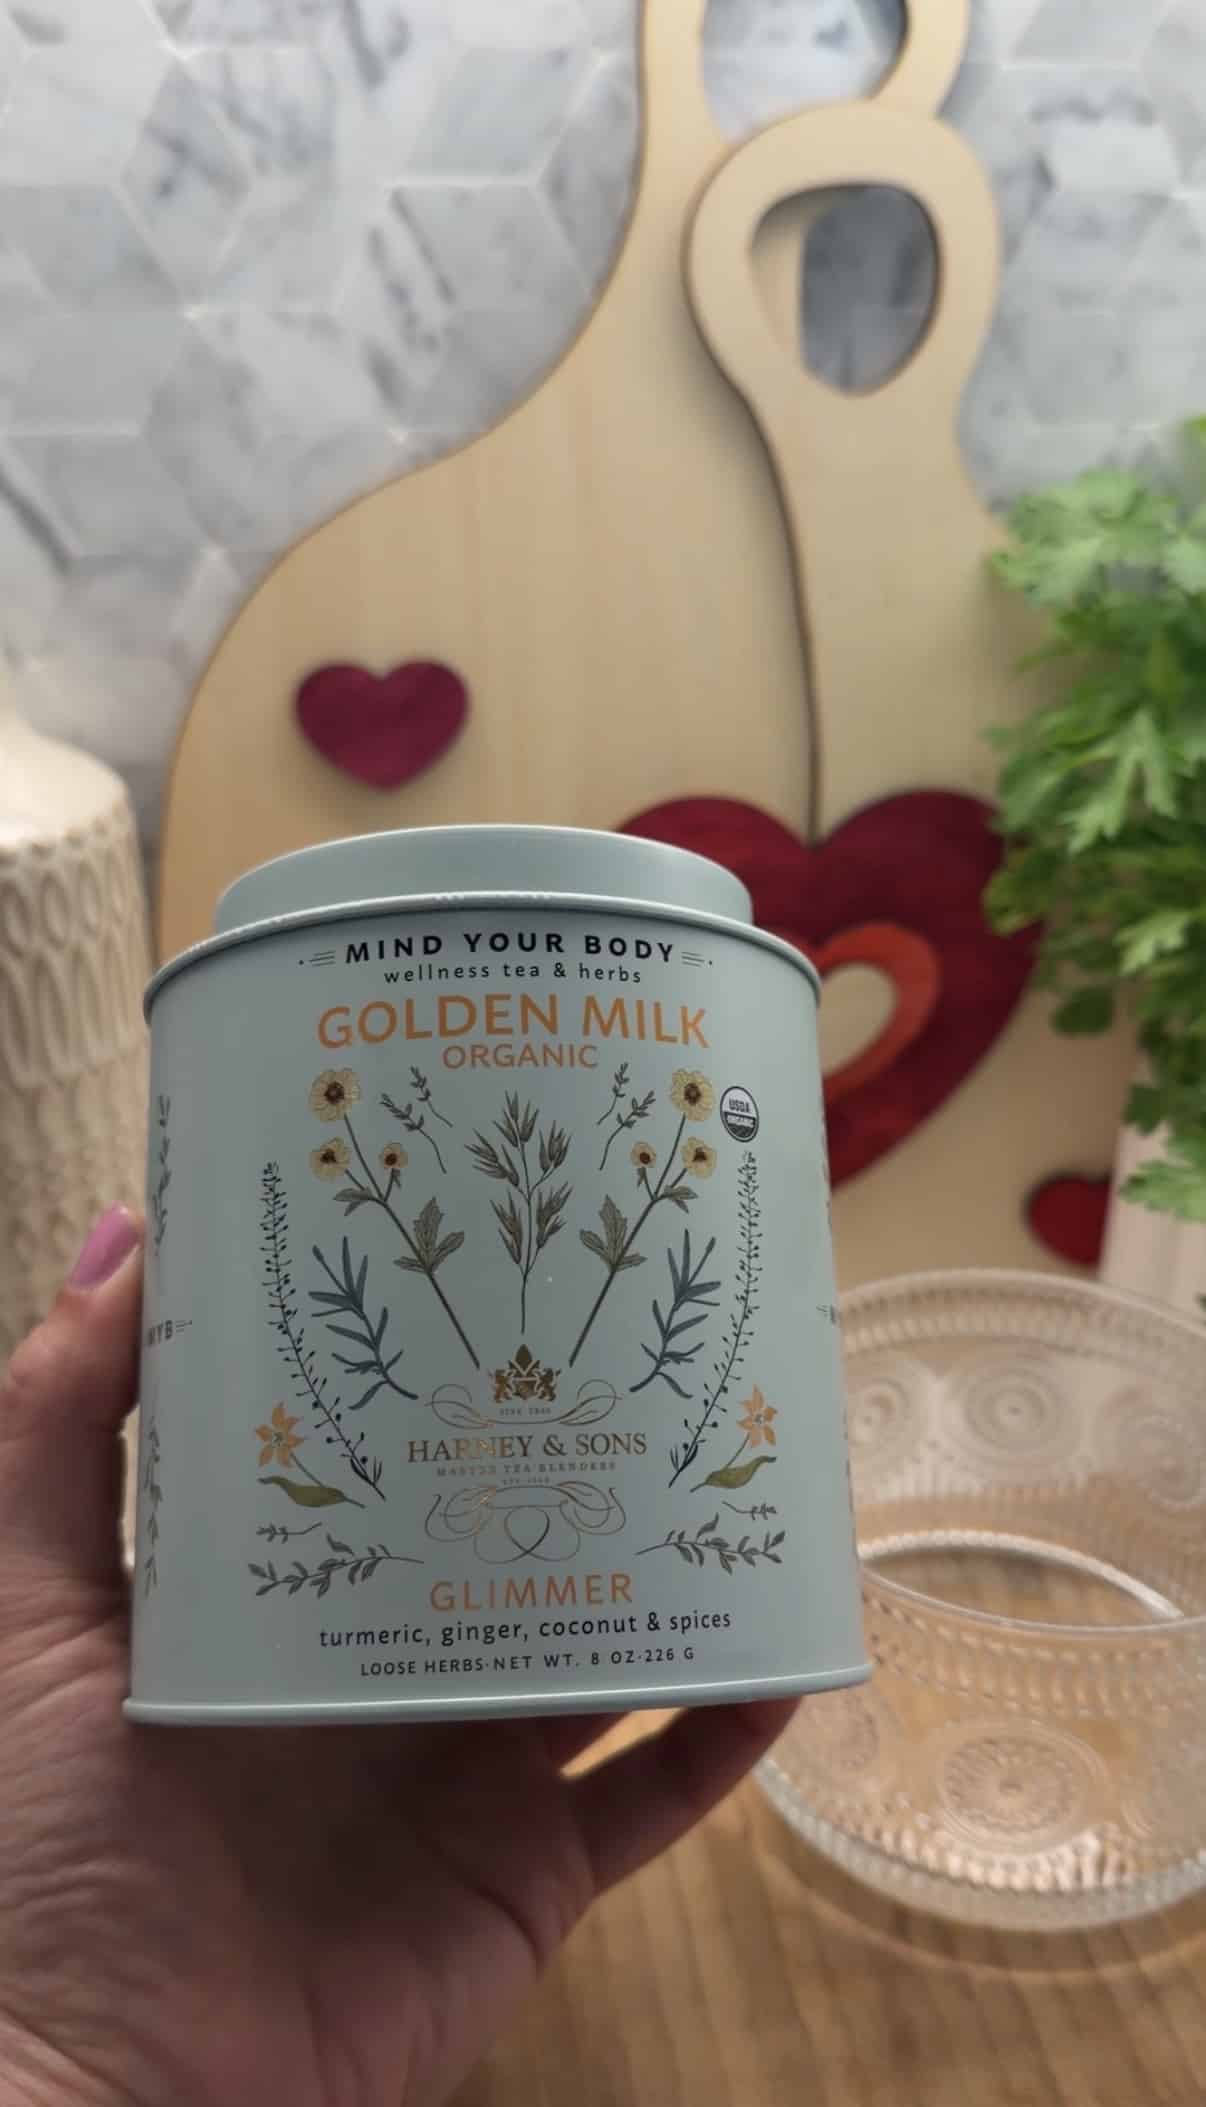 MIND YOUR BODY
wellness tea & herbs
GOLDEN MILK
ORGANIC
USDA
ORGANIC
MYB
HARNEY & SONS
MASTER TEA BLENDERS
GLIMMER
turmeric, ginger, coconut & spices
LOOSE HERBS·NET WT. 8 OZ·226 G